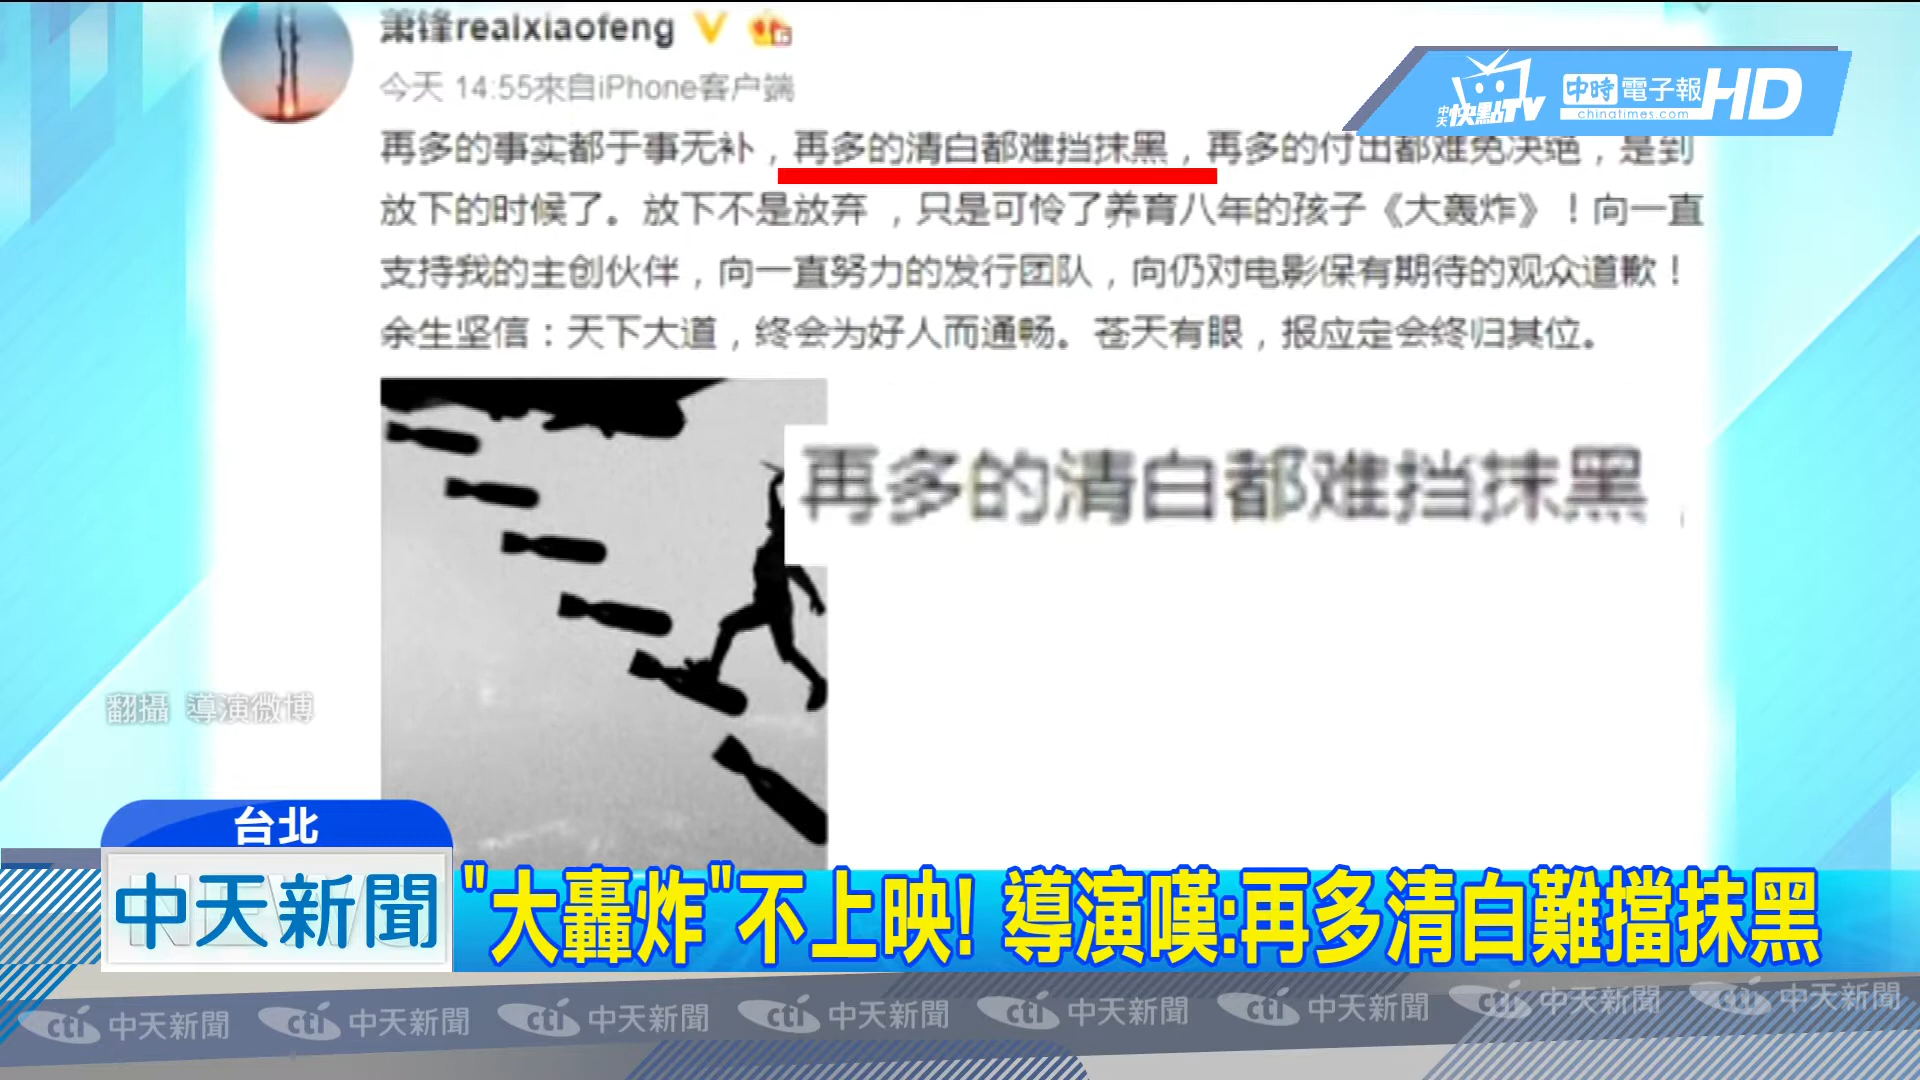 萧锋realxiaofeng
今天 14:55来自iPhone客户端
中天快點TV
中時電子報HD
chinatimes.com
再多的事实都于事无补，再多的清白都难挡抹黑，再多的付出都难免决绝，是到
放下的时候了。放下不是放弃，只是可怜了养育八年的孩子《大轰炸》！向一直
支持我的主创伙伴，向一直努力的发行团队，向仍对电影保有期待的观众道歉！
余生坚信：天下大道，终会为好人而通畅。苍天有眼，报应定会终归其位。
再多的清白都难挡抹黑，
翻攝 導演微博
台北
中天新聞
NEWS
"大轟炸"不上映! 導演嘆:再多清白難擋抹黑
cti 中天新聞 cti 中天新聞 cti 中天新聞 cti 中天新聞 cti 中天新聞 cti 中天新聞 cti 中天新聞 cti 中天新聞